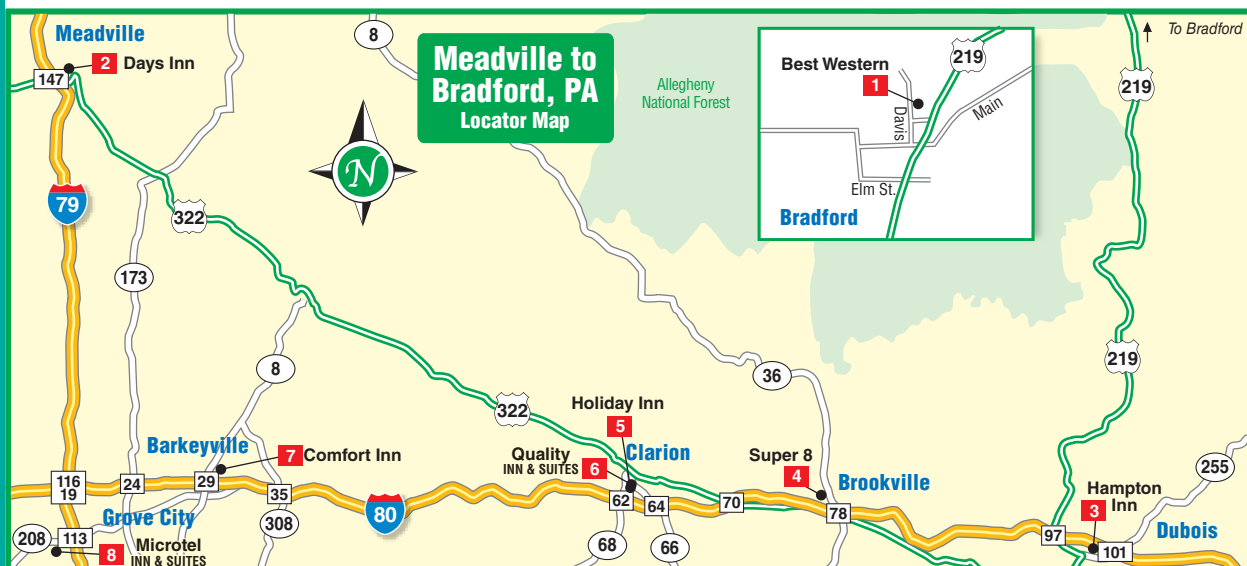 Meadville to
Bradford, PA
Locator Map
Meadville
2 Days Inn
147
79
8
Allegheny
National Forest
Best Western
1
219
Davis
Main
Elm St.
Bradford
To Bradford
219
322
173
8
36
219
322
Holiday Inn
5
Clarion
Quality
INN & SUITES 6
Barkeyville
7 Comfort Inn
Super 8
4
Brookville
255
Hampton
Inn
3
Dubois
116
19
24
29
35
80
62
64
70
78
97
101
Grove City
208
113
8 Microtel
INN & SUITES
308
68
66
N